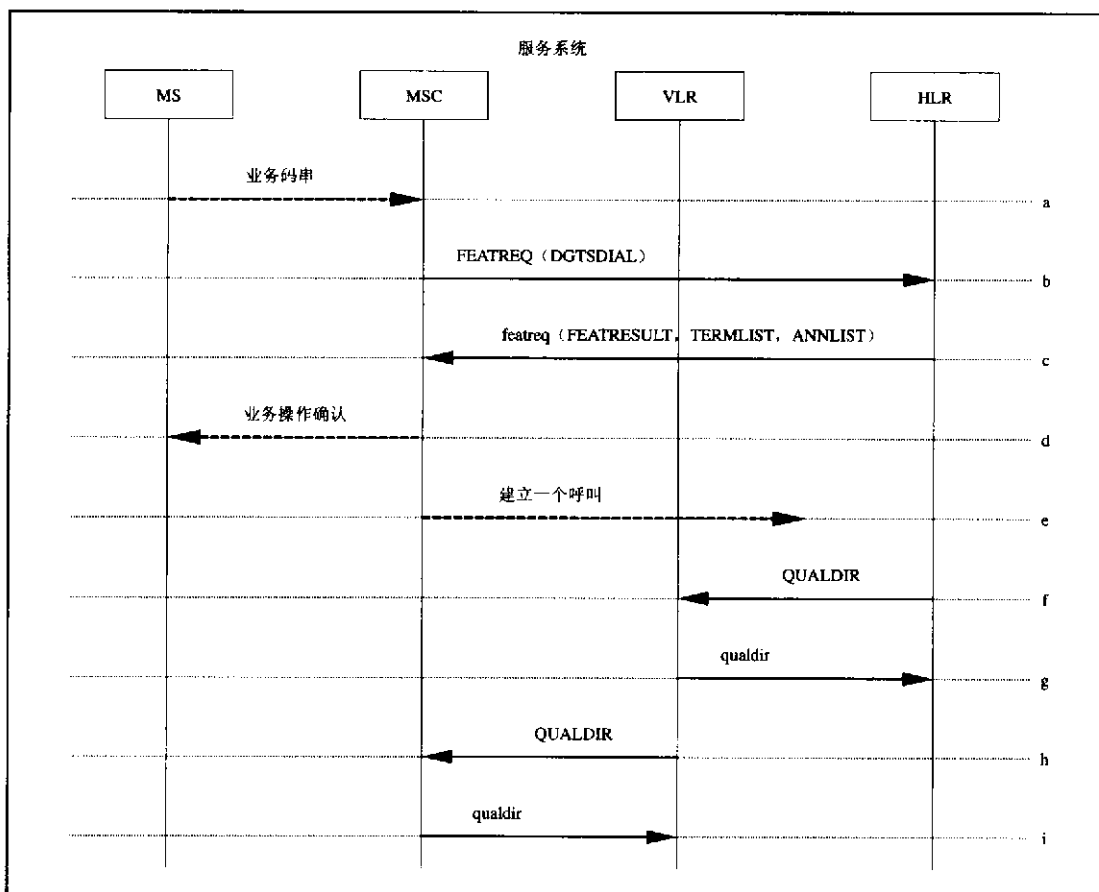 服务系统
MS MSC VLR HLR
业务码串
a
FEATREQ（DGTSDIAL）
b
featreq（FEATRESULT，TERMLIST，ANNLIST）
c
业务操作确认
d
建立一个呼叫
e
QUALDIR
f
qualdir
g
QUALDIR
h
qualdir
i